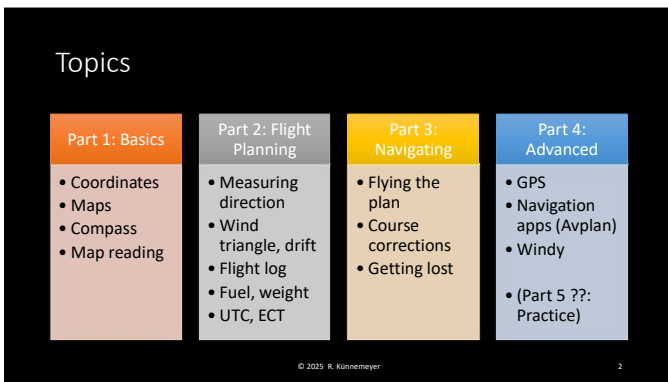 Topics
Part 1: Basics
• Coordinates
• Maps
• Compass
• Map reading
Part 2: Flight
Planning
• Measuring
direction
• Wind
triangle, drift
• Flight log
• Fuel, weight
• UTC, ECT
Part 3:
Navigating
• Flying the
plan
• Course
corrections
• Getting lost
Part 4:
Advanced
• GPS
• Navigation
apps (Avplan)
• Windy
• (Part 5 ??:
Practice)
© 2025 R. Künnemeyer
2